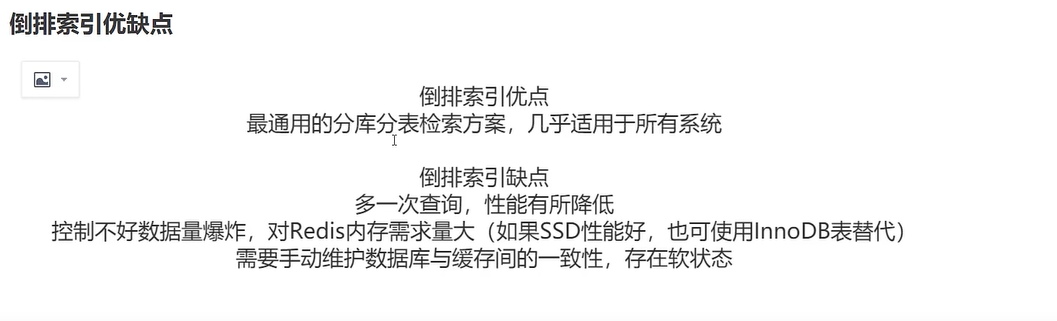 倒排索引优缺点
倒排索引优点
最通用的分库分表检索方案，几乎适用于所有系统
倒排索引缺点
多一次查询，性能有所降低
控制不好数据量爆炸，对Redis内存需求量大（如果SSD性能好，也可使用InnoDB表替代）
需要手动维护数据库与缓存间的一致性，存在软状态